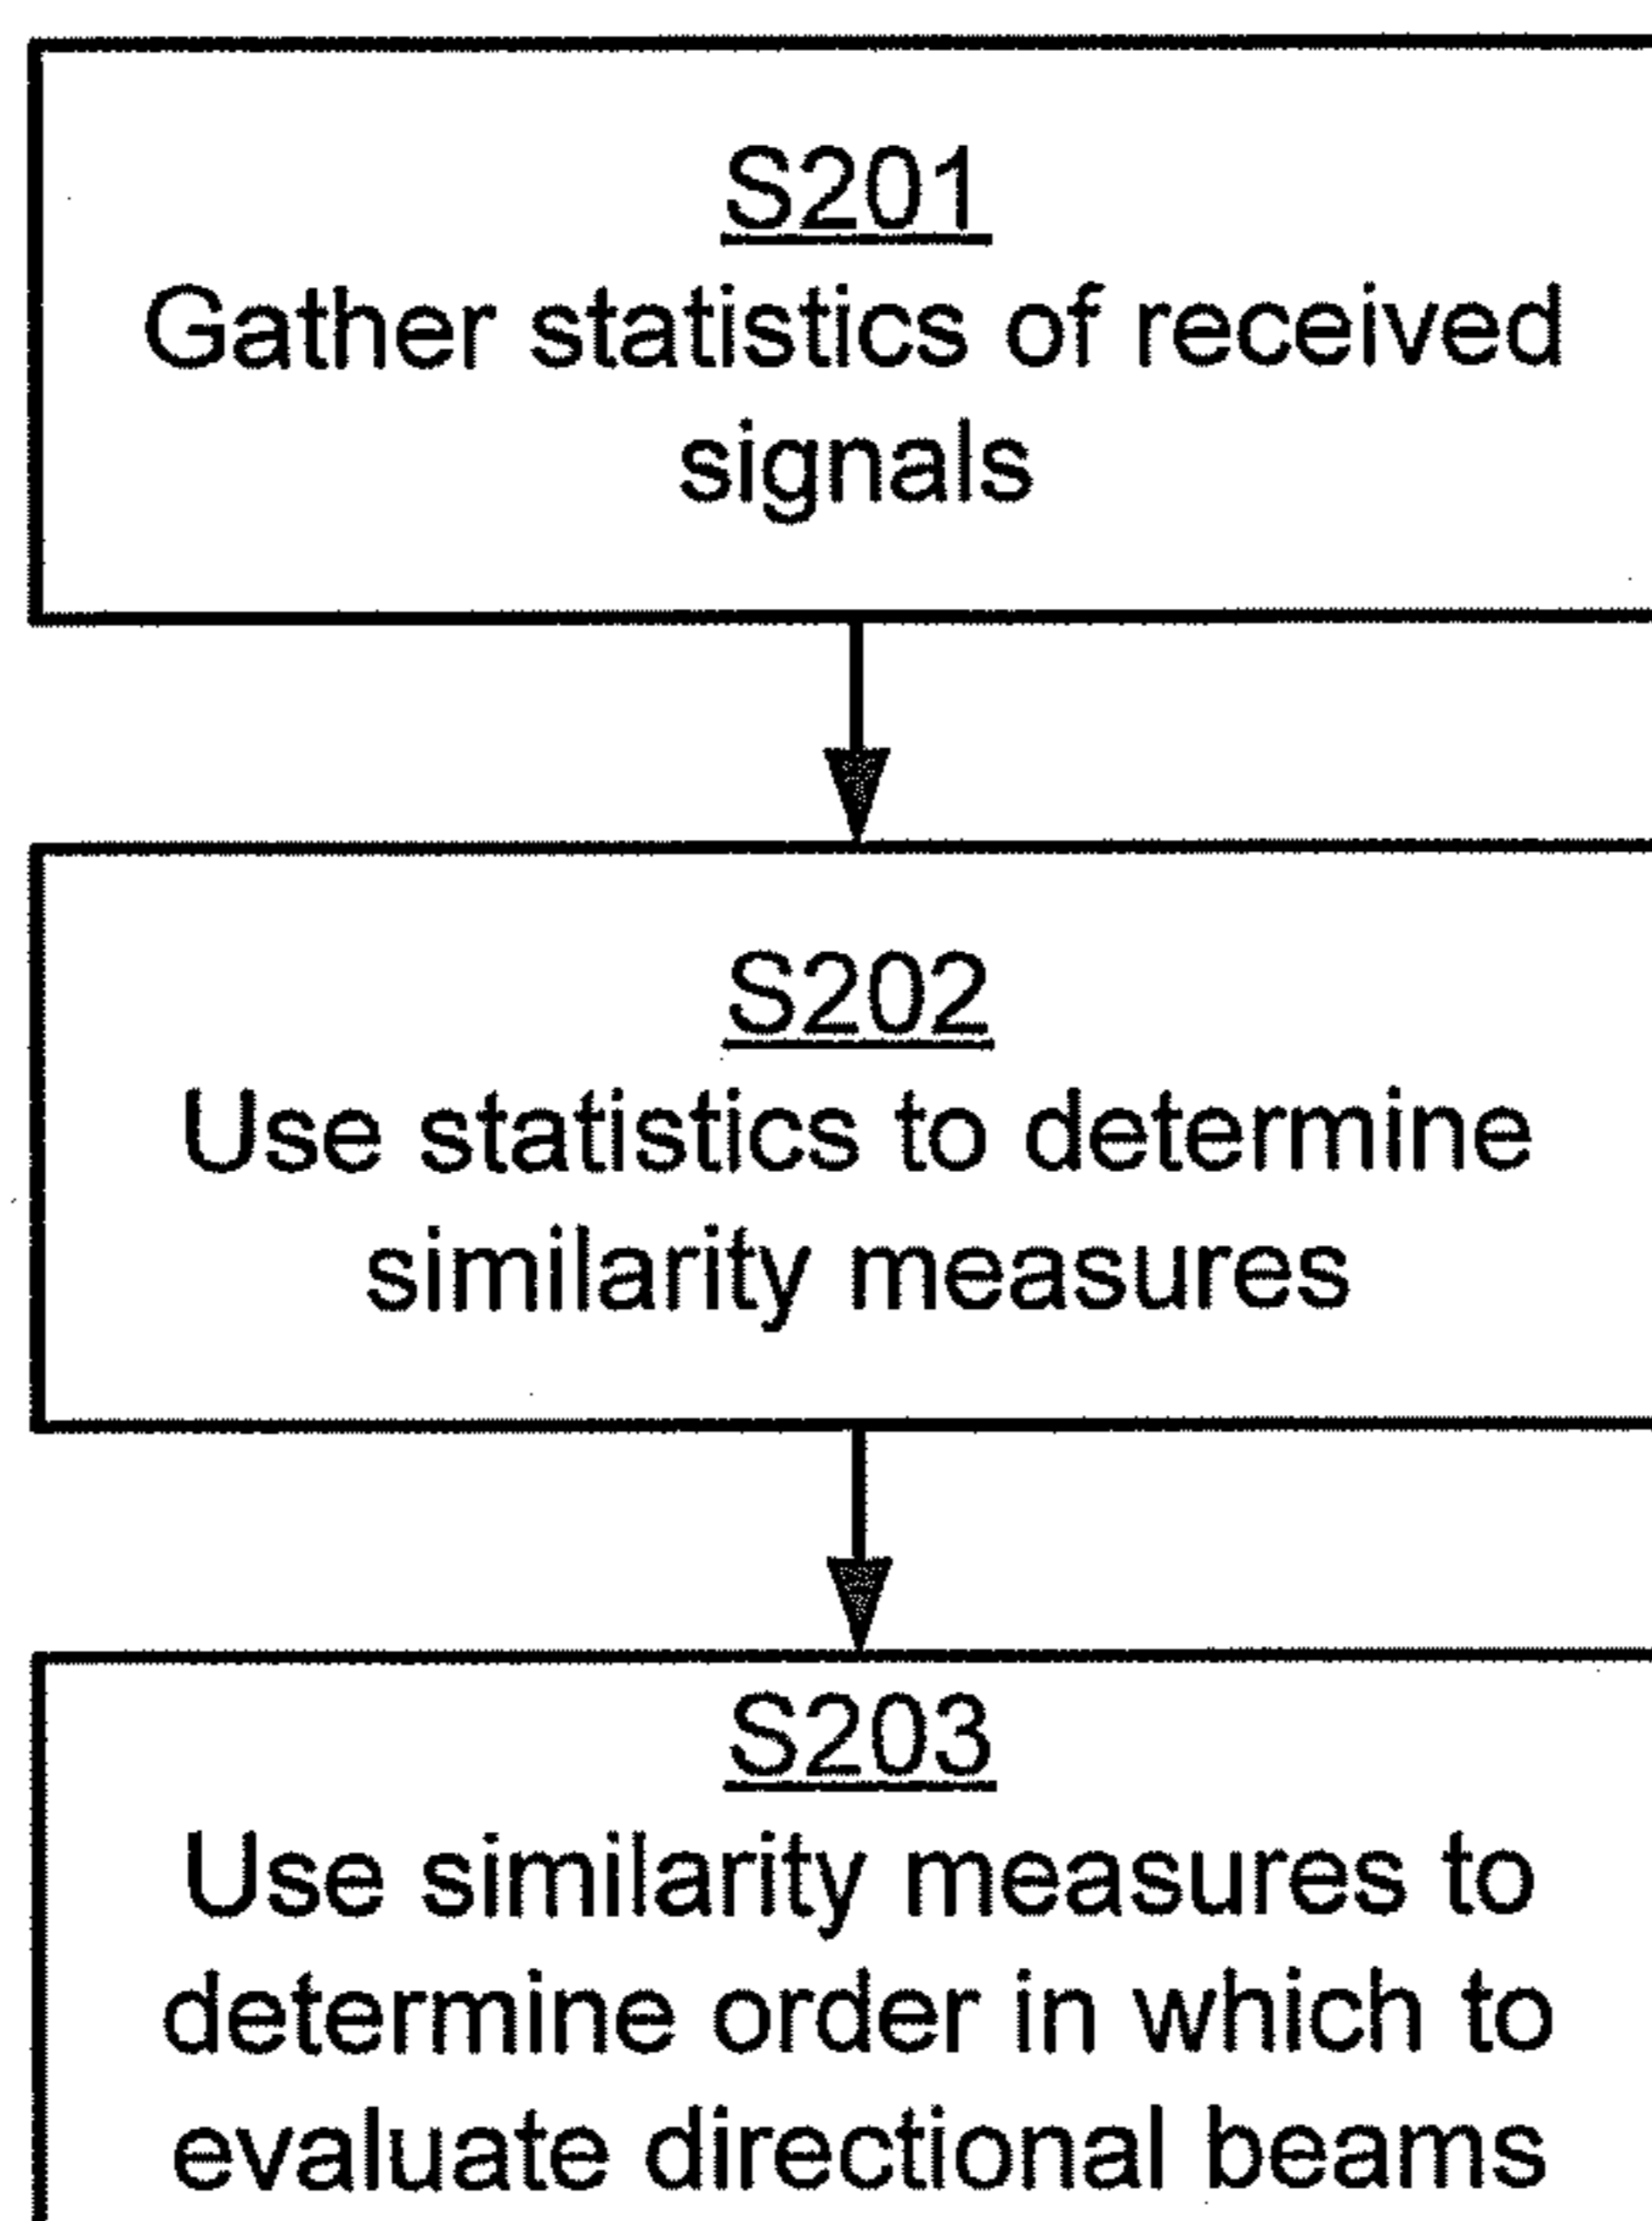 S201
Gather statistics of received
signals
S202
Use statistics to determine
similarity measures
S203
Use similarity measures to
determine order in which to
evaluate directional beams